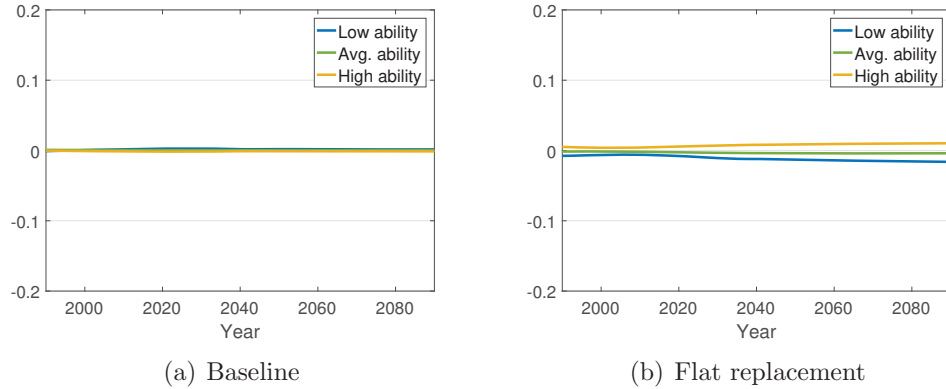 0.2
0.1
0
-0.1
-0.2
2000 2020 2040 2060 2080
Year
Low ability
Avg. ability
High ability
(a) Baseline
0.2
0.1
0
-0.1
-0.2
2000 2020 2040 2060 2080
Year
Low ability
Avg. ability
High ability
(b) Flat replacement